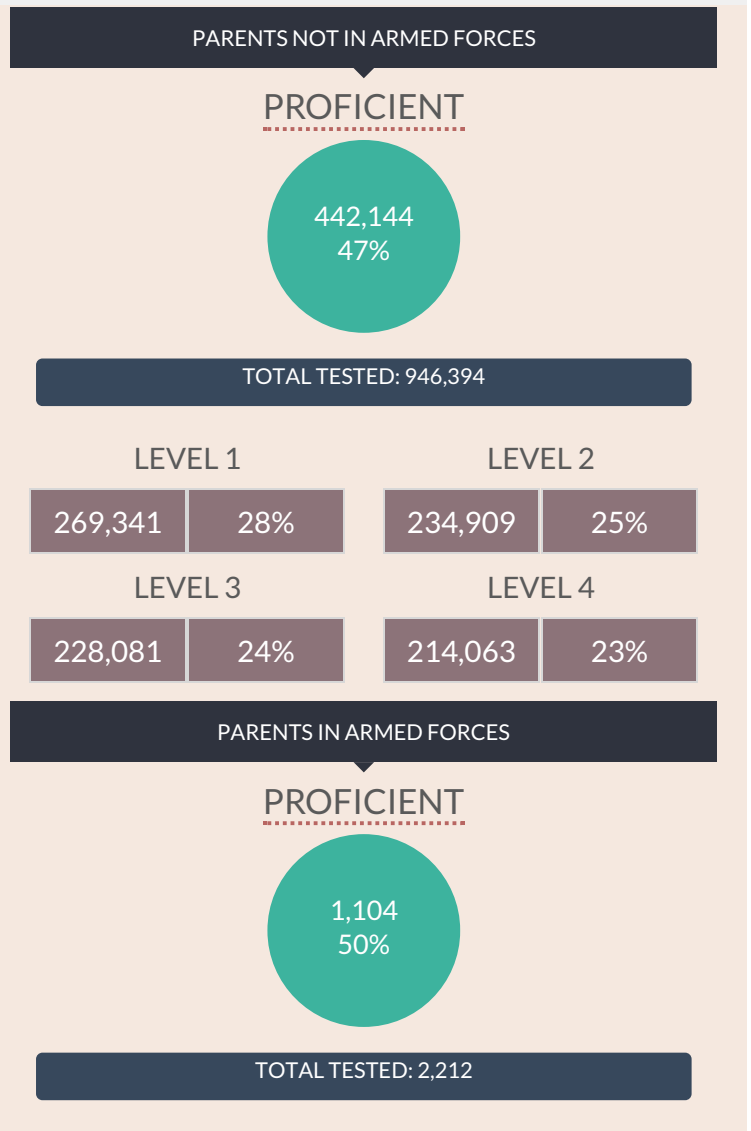 PARENTS NOT IN ARMED FORCES
PROFICIENT
442,144
47%
TOTAL TESTED: 946,394
LEVEL 1
269,341 28%
LEVEL 2
234,909 25%
LEVEL 3
228,081 24%
LEVEL 4
214,063 23%
PARENTS IN ARMED FORCES
PROFICIENT
1,104
50%
TOTAL TESTED: 2,212